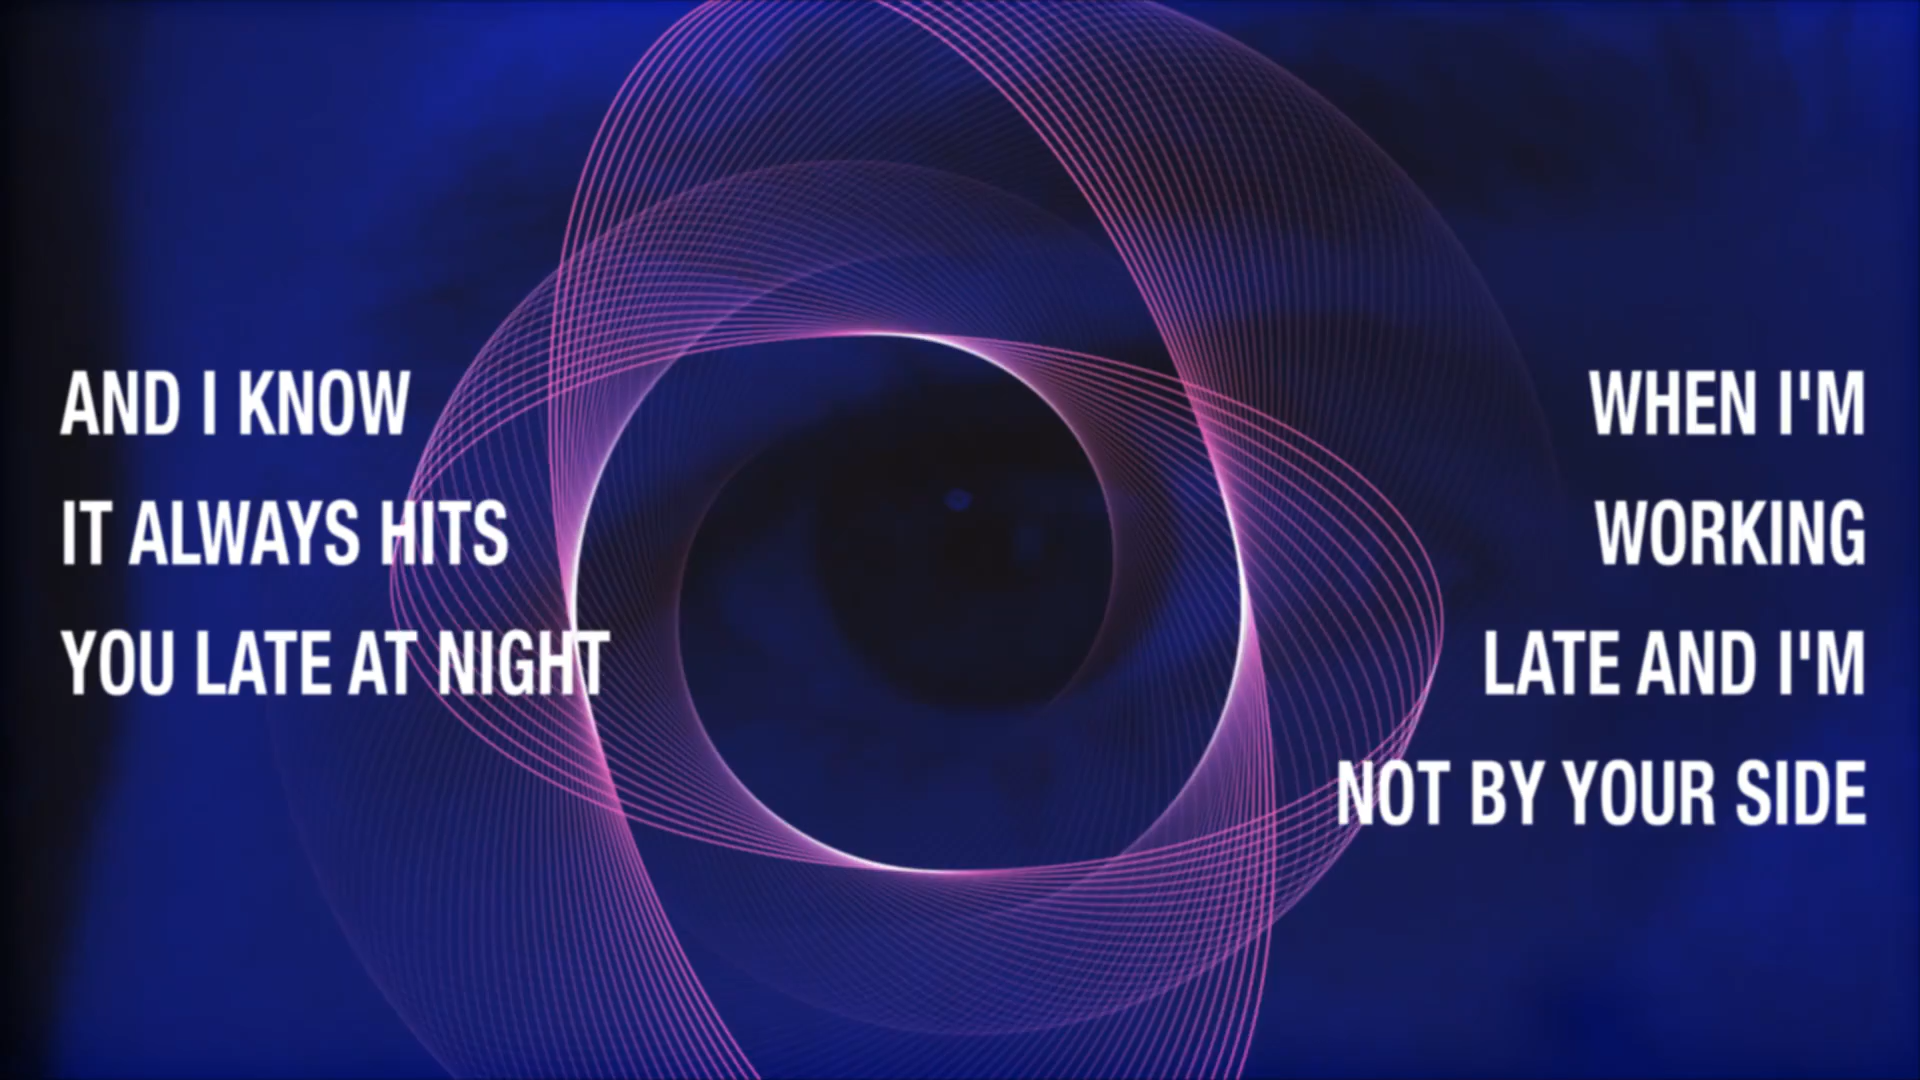 AND I KNOW
IT ALWAYS HITS
YOU LATE AT NIGHT
WHEN I'M
WORKING
LATE AND I'M
NOT BY YOUR SIDE